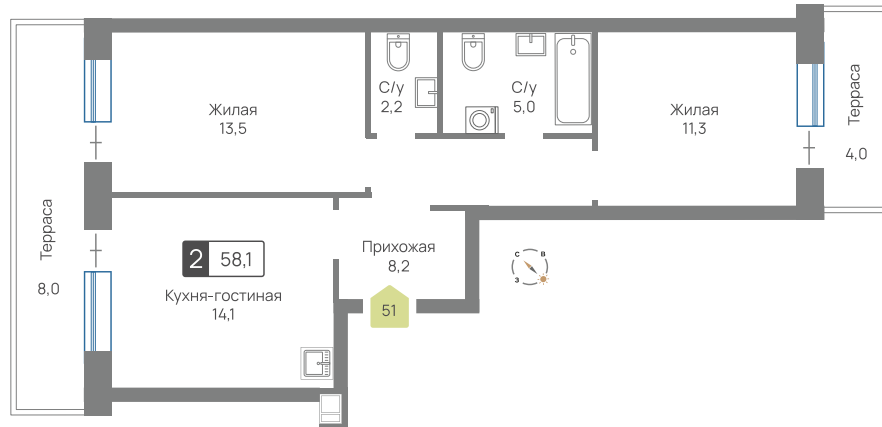 Жилая
13,5
С/у
2,2
С/у
5,0
Жилая
11,3
Терраса
4,0
Терраса
8,0
2 58,1
Кухня-гостиная
14,1
Прихожая
8,2
51
С В
З